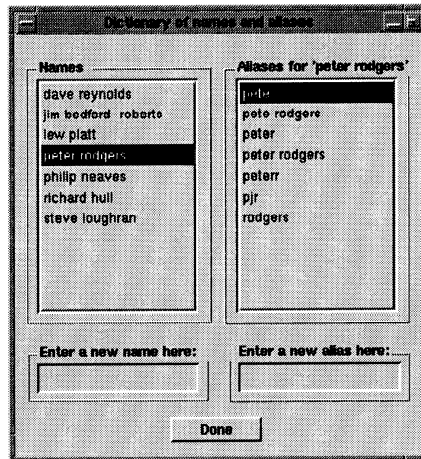 Dictionary of names and aliases
Names
dave reynolds
jim bedford roberts
lew platt
peter rodgers
philip neaves
richard hull
steve loughran
Aliases for 'peter rodgers'
pete
pete rodgers
peter
peter rodgers
peterr
pjr
rodgers
Enter a new name here:
Enter a new alias here:
Done